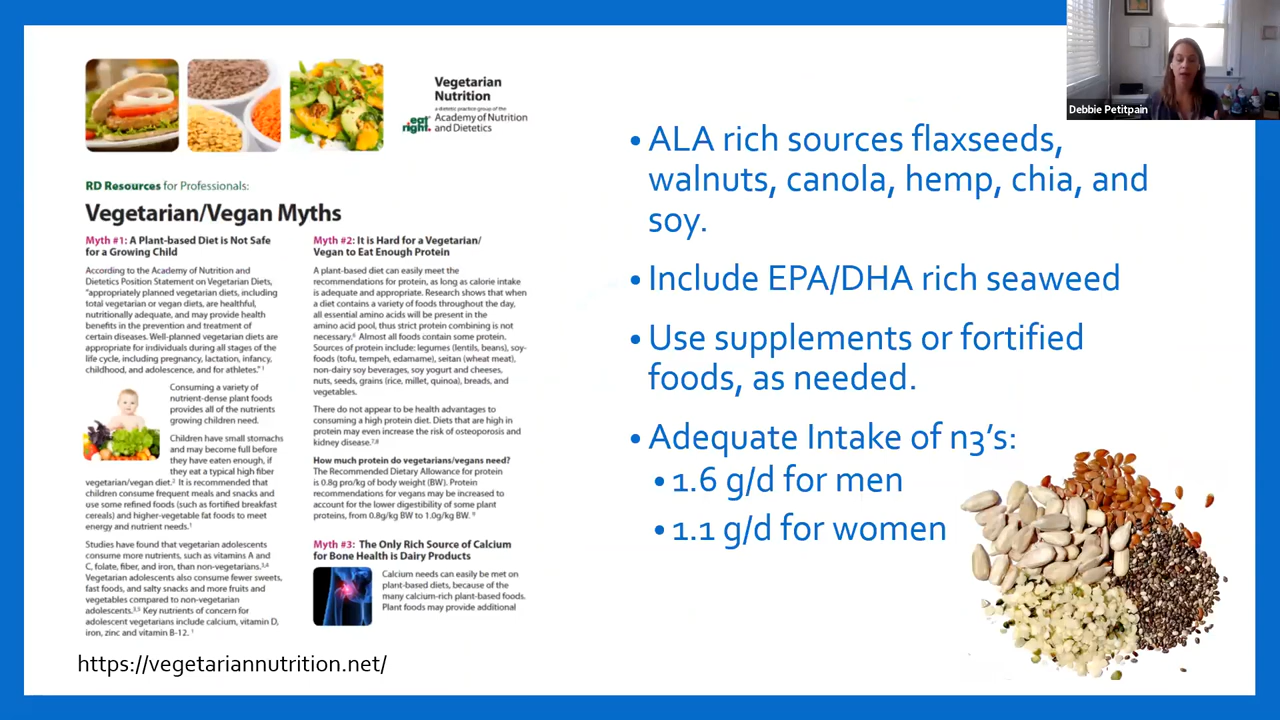 Vegetarian
Nutrition
a dietetic practice group of the
eat
right.
Academy of Nutrition
and Dietetics
RD Resources for Professionals:
Vegetarian/Vegan Myths
Myth #1: A Plant-based Diet is Not Safe
for a Growing Child
According to the Academy of Nutrition and
Dietetics Position Statement on Vegetarian Diets,
"appropriately planned vegetarian diets, including
total vegetarian or vegan diets, are healthful,
nutritionally adequate, and may provide health
benefits in the prevention and treatment of
certain diseases. Well-planned vegetarian diets are
appropriate for individuals during all stages of the
life cycle, including pregnancy, lactation, infancy,
childhood, and adolescence, and for athletes."1
Consuming a variety of
nutrient-dense plant foods
provides all of the nutrients
growing children need.
Children have small stomachs
and may become full before
they have eaten enough, if
they eat a typical high fiber
vegetarian/vegan diet.2 It is recommended that
children consume frequent meals and snacks and
use some refined foods (such as fortified breakfast
cereals) and higher-vegetable fat foods to meet
energy and nutrient needs.1
Studies have found that vegetarian adolescents
consume more nutrients, such as vitamins A and
C, folate, fiber, and iron, than non-vegetarians.3,4
Vegetarian adolescents also consume fewer sweets,
fast foods, and salty snacks and more fruits and
vegetables compared to non-vegetarian
adolescents.3,5 Key nutrients of concern for
adolescent vegetarians include calcium, vitamin D,
iron, zinc and vitamin B-12. 1
Myth #2: It is Hard for a Vegetarian/
Vegan to Eat Enough Protein
A plant-based diet can easily meet the
recommendations for protein, as long as calorie intake
is adequate and appropriate. Research shows that when
a diet contains a variety of foods throughout the day,
all essential amino acids will be present in the
amino acid pool, thus strict protein combining is not
necessary.6 Almost all foods contain some protein.
Sources of protein include: legumes (lentils, beans), soy-
foods (tofu, tempeh, edamame), seitan (wheat meat),
non-dairy soy beverages, soy yogurt and cheeses,
nuts, seeds, grains (rice, millet, quinoa), breads, and
vegetables.
There do not appear to be health advantages to
consuming a high protein diet. Diets that are high in
protein may even increase the risk of osteoporosis and
kidney disease.7,8
How much protein do vegetarians/vegans need?
The Recommended Dietary Allowance for protein
is 0.8g pro/kg of body weight (BW). Protein
recommendations for vegans may be increased to
account for the lower digestibility of some plant
proteins, from 0.8g/kg BW to 1.0g/kg BW. 9
Myth #3: The Only Rich Source of Calcium
for Bone Health is Dairy Products
Calcium needs can easily be met on
plant-based diets, because of the
many calcium-rich plant-based foods.
Plant foods may provide additional
https://vegetariannutrition.net/
• ALA rich sources flaxseeds,
walnuts, canola, hemp, chia, and
soy.
• Include EPA/DHA rich seaweed
• Use supplements or fortified
foods, as needed.
• Adequate Intake of n3's:
• 1.6 g/d for men
• 1.1 g/d for women
Debbie Petitpain